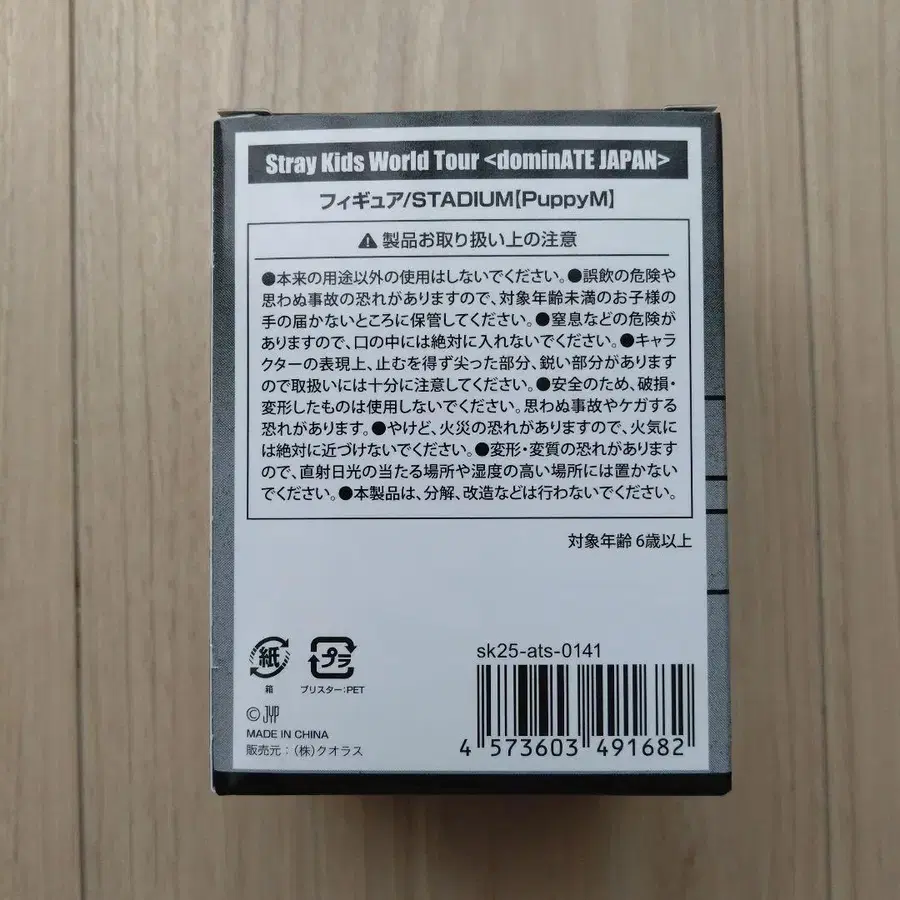 Stray Kids World Tour <dominATE JAPAN>
フィギュア/STADIUM【PuppyM】
⚠ 製品お取り扱い上の注意
●本来の用途以外の使用はしないでください。●誤飲の危険や
思わぬ事故の恐れがありますので、対象年齢未満のお子様の
手の届かないところに保管してください。●窒息などの危険が
ありますので、口の中には絶対に入れないでください。●キャラ
クターの表現上、止むを得ず尖った部分、鋭い部分があります
ので取扱いには十分に注意してください。●安全のため、破損・
変形したものは使用しないでください。思わぬ事故やケガする
恐れがあります。●やけど、火災の恐れがありますので、火気に
は絶対に近づけないでください。●変形・変質の恐れがあります
ので、直射日光の当たる場所や湿度の高い場所には置かない
でください。●本製品は、分解、改造などは行わないでください。
対象年齢 6歳以上
紙
箱
プラ
ブリスター:PET
© JYP
MADE IN CHINA
販売元:(株)クオラス
sk25-ats-0141
4 573603 491682